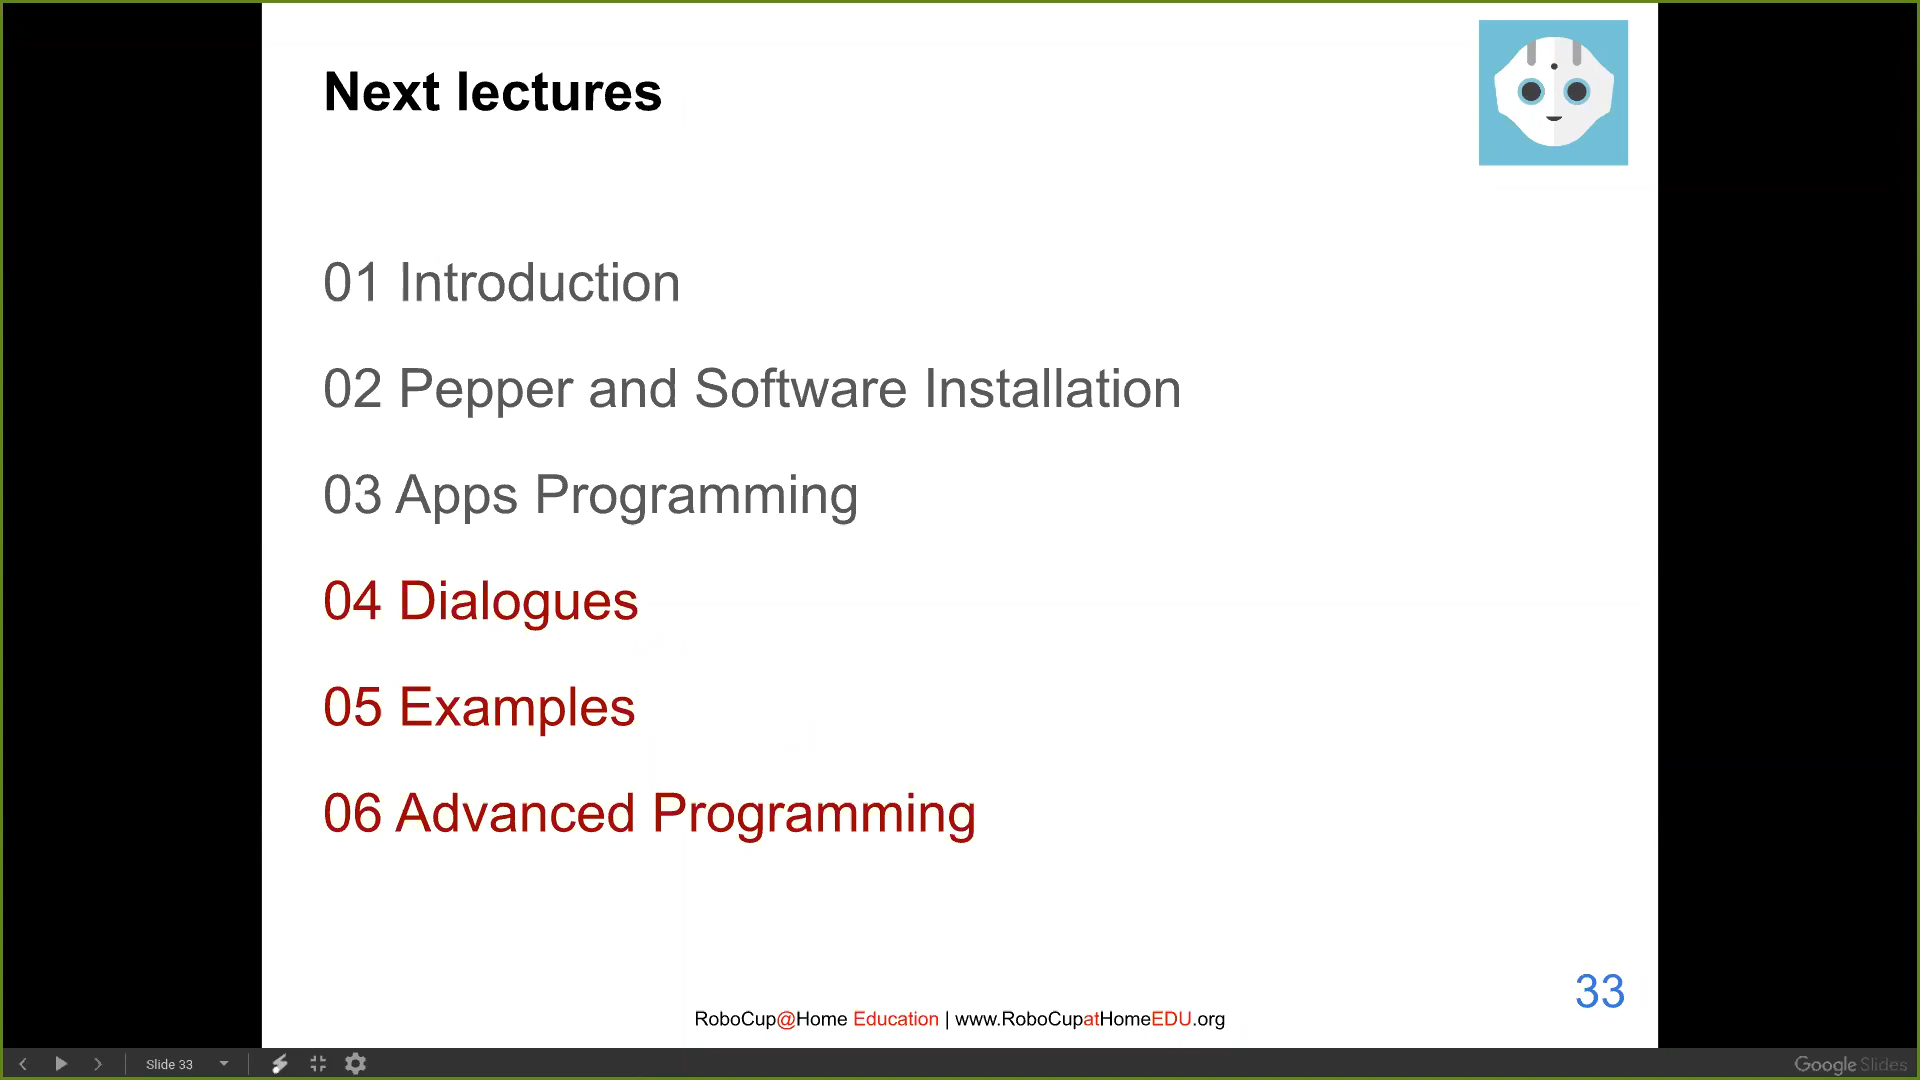 Next lectures
01 Introduction
02 Pepper and Software Installation
03 Apps Programming
04 Dialogues
05 Examples
06 Advanced Programming
33
RoboCup@Home Education | www.RoboCupatHomeEDU.org
Slide 33
Google Slides